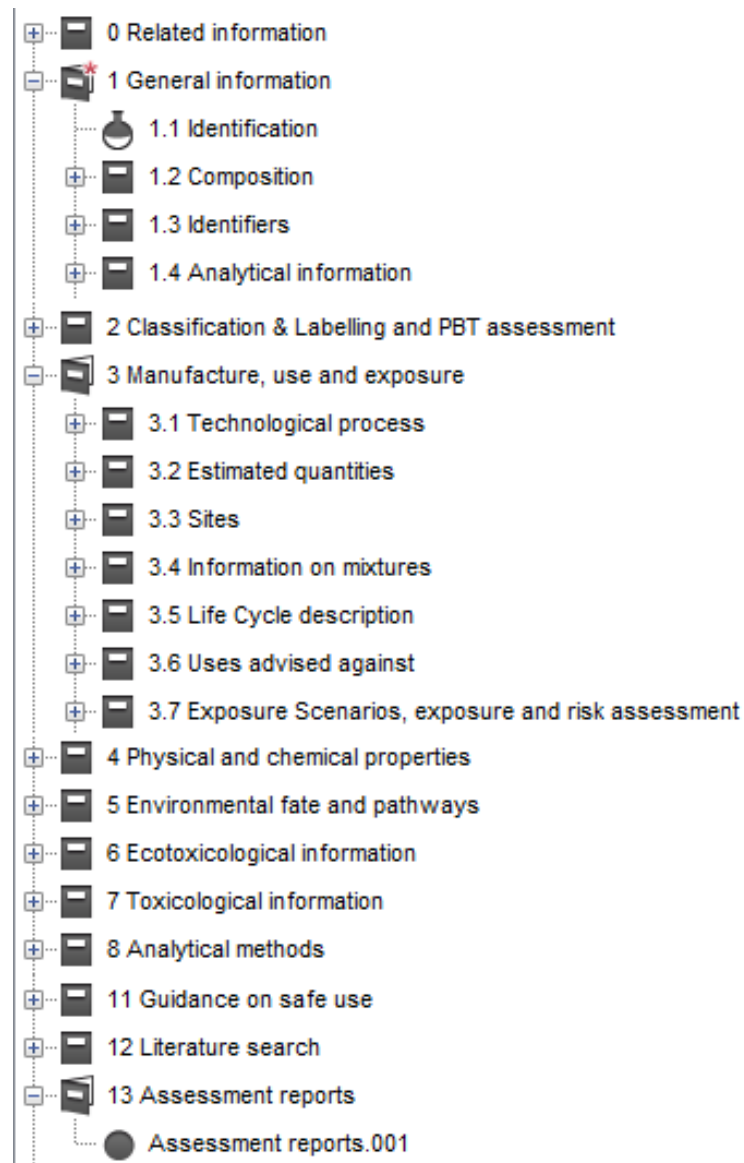 0 Related information
1 General information
1.1 Identification
1.2 Composition
1.3 Identifiers
1.4 Analytical information
2 Classification & Labelling and PBT assessment
3 Manufacture, use and exposure
3.1 Technological process
3.2 Estimated quantities
3.3 Sites
3.4 Information on mixtures
3.5 Life Cycle description
3.6 Uses advised against
3.7 Exposure Scenarios, exposure and risk assessment
4 Physical and chemical properties
5 Environmental fate and pathways
6 Ecotoxicological information
7 Toxicological information
8 Analytical methods
11 Guidance on safe use
12 Literature search
13 Assessment reports
Assessment reports.001